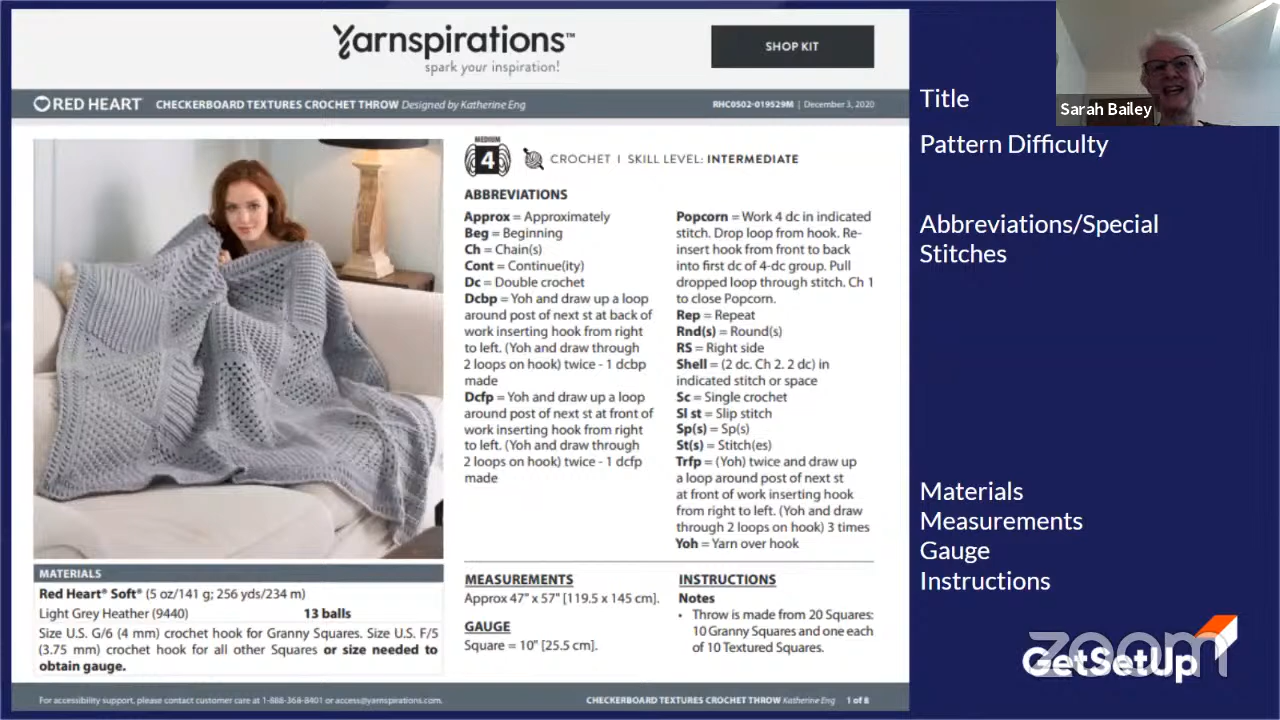 Yarnspirations™
spark your inspiration!
SHOP KIT
RED HEART CHECKERBOARD TEXTURES CROCHET THROW Designed by Katherine Eng
RHC0502-019529M | December 3, 2020
MEDIUM
4
CROCHET I SKILL LEVEL: INTERMEDIATE
ABBREVIATIONS
Approx = Approximately
Beg = Beginning
Ch = Chain(s)
Cont = Continue(ity)
Dc = Double crochet
Dcbp = Yoh and draw up a loop
around post of next st at back of
work inserting hook from right
to left. (Yoh and draw through
2 loops on hook) twice - 1 dcbp
made
Dcfp = Yoh and draw up a loop
around post of next st at front of
work inserting hook from right
to left. (Yoh and draw through
2 loops on hook) twice - 1 dcfp
made
Popcorn = Work 4 dc in indicated
stitch. Drop loop from hook. Re-
insert hook from front to back
into first dc of 4-dc group. Pull
dropped loop through stitch. Ch 1
to close Popcorn.
Rep = Repeat
Rnd(s) = Round(s)
RS = Right side
Shell = (2 dc. Ch 2. 2 dc) in
indicated stitch or space
Sc = Single crochet
Sl st = Slip stitch
Sp(s) = Sp(s)
St(s) = Stitch(es)
Trfp = (Yoh) twice and draw up
a loop around post of next st
at front of work inserting hook
from right to left. (Yoh and draw
through 2 loops on hook) 3 times
Yoh = Yarn over hook
MATERIALS
Red Heart® Soft® (5 oz/141 g; 256 yds/234 m)
Light Grey Heather (9440) 13 balls
Size U.S. G/6 (4 mm) crochet hook for Granny Squares. Size U.S. F/5
(3.75 mm) crochet hook for all other Squares or size needed to
obtain gauge.
MEASUREMENTS
Approx 47" x 57" [119.5 x 145 cm].
GAUGE
Square = 10" [25.5 cm].
INSTRUCTIONS
Notes
• Throw is made from 20 Squares:
10 Granny Squares and one each
of 10 Textured Squares.
For accessibility support, please contact customer care at 1-888-368-8401 or access@yarnspirations.com.
CHECKERBOARD TEXTURES CROCHET THROW Katherine Eng 1 of 8
Sarah Bailey
Title
Pattern Difficulty
Abbreviations/Special
Stitches
Materials
Measurements
Gauge
Instructions
GetSetUp
zoom